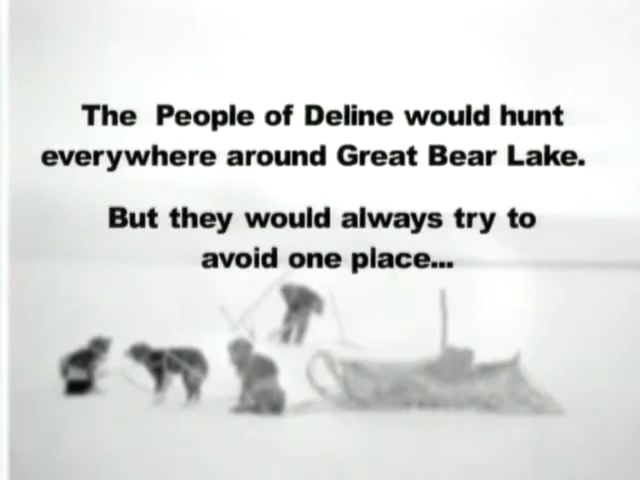 The People of Deline would hunt
everywhere around Great Bear Lake.
But they would always try to
avoid one place...